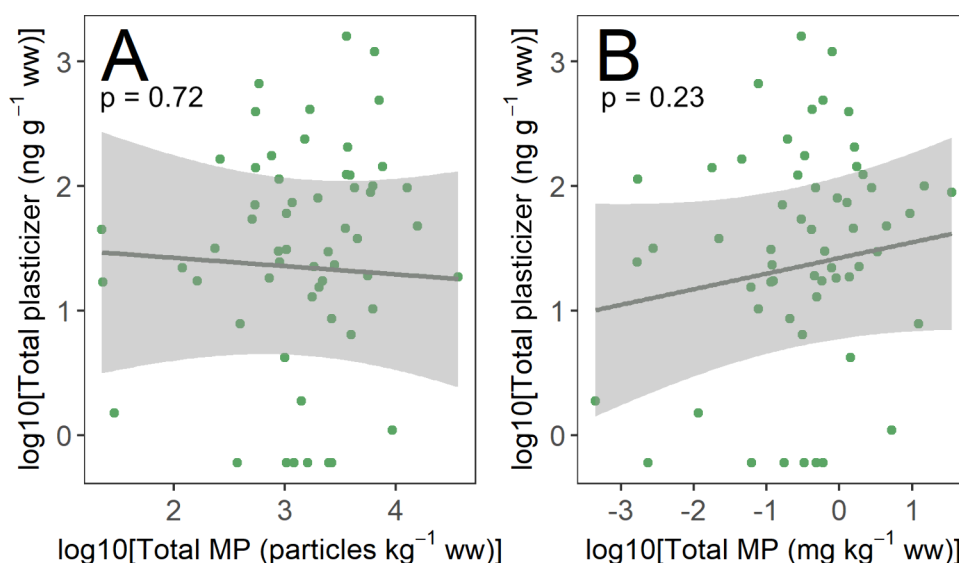 A
p = 0.72
log10[Total plasticizer (ng g⁻¹ ww)]
3
2
1
0
2
3
4
log10[Total MP (particles kg⁻¹ ww)]
B
p = 0.23
log10[Total plasticizer (ng g⁻¹ ww)]
3
2
1
0
-3
-2
-1
0
1
log10[Total MP (mg kg⁻¹ ww)]